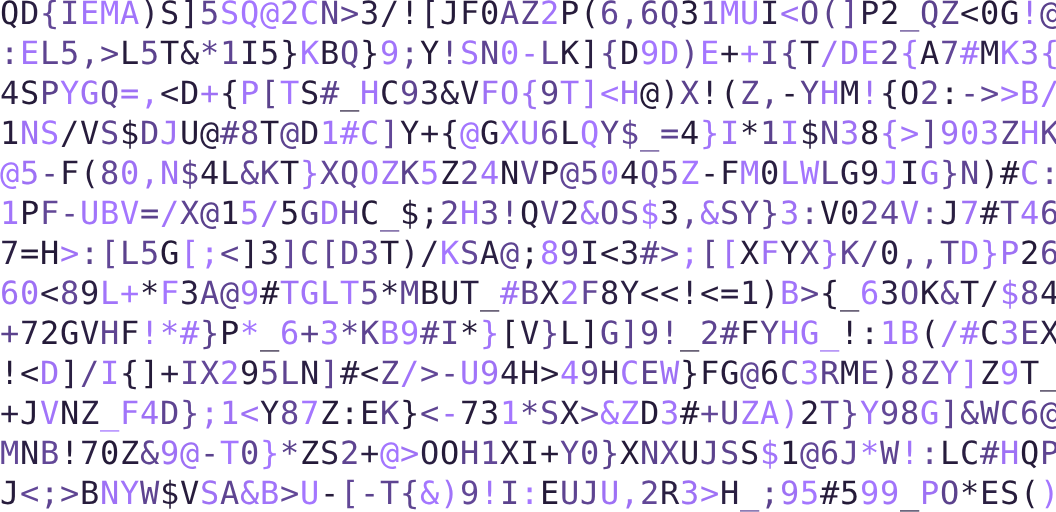 QD{IEMA)S]5SQ@2CN>3/![JF0AZ2P(6,6Q31MUI<O(]P2_QZ<0G!@
:EL5,>L5T&*1I5}KBQ}9;Y!SN0-LK]{D9D)E++I{T/DE2{A7#MK3{
4SPYGQ=,<D+{P[TS#_HC93&VFO{9T]<H@)X!(Z,-YHM!{O2:->>B/
1NS/VS$DJU@#8T@D1#C]Y+{@GXU6LQY$_=4}I*1I$N38{>]903ZHK
@5-F(80,N$4L&KT}XQOZK5Z24NVP@504Q5Z-FM0LWLG9JIG}N)#C:
1PF-UBV=/X@15/5GDHC_$;2H3!QV2&OS$3,&SY}3:V024V:J7#T46
7=H>:[L5G[;<]3]C[D3T)/KSA@;89I<3#>;[[XFYX}K/0,,TD}P26
60<89L+*F3A@9#TGLT5*MBUT_#BX2F8Y<<!<=1)B>{_63OK&T/$84
+72GVHF!*#}P*_6+3*KB9#I*}[V}L]G]9!_2#FYHG_!:1B(/#C3EX
!<D]/I{]+IX295LN]#<Z/>-U94H>49HCEW}FG@6C3RME)8ZY]Z9T_
+JVNZ_F4D};1<Y87Z:EK}<-731*SX>&ZD3#+UZA)2T}Y98G]&WC6@
MNB!70Z&9@-T0}*ZS2+@>OOH1XI+Y0}XNXUJSS$1@6J*W!:LC#HQP
J<;>BNYW$VSA&B>U-[-T{&)9!I:EUJU,2R3>H_;95#599_PO*ES()